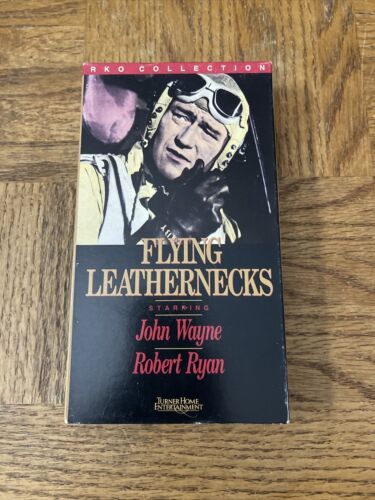 RKO COLLECTION
FLYING
LEATHERNECKS
STARRING
John Wayne
Robert Ryan
TURNER HOME
ENTERTAINMENT